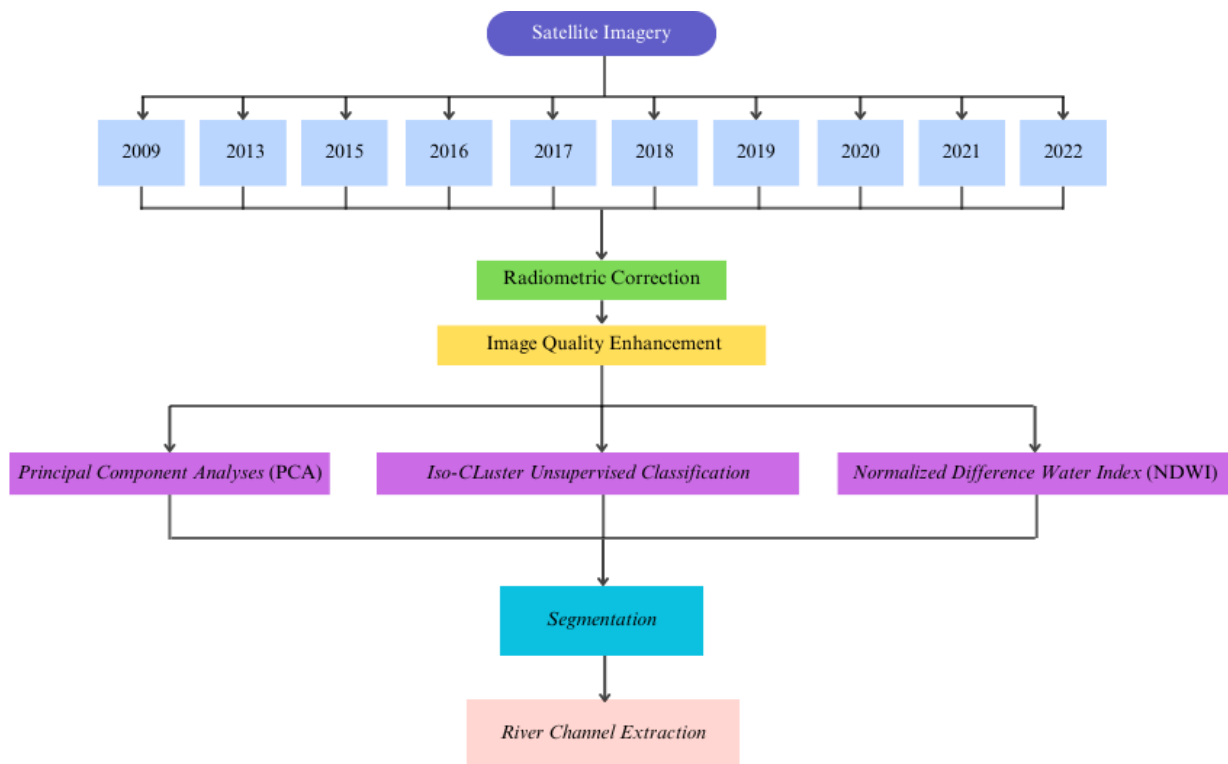 Satellite Imagery
2009
2013
2015
2016
2017
2018
2019
2020
2021
2022
Radiometric Correction
Image Quality Enhancement
Principal Component Analyses (PCA)
Iso-CLuster Unsupervised Classification
Normalized Difference Water Index (NDWI)
Segmentation
River Channel Extraction